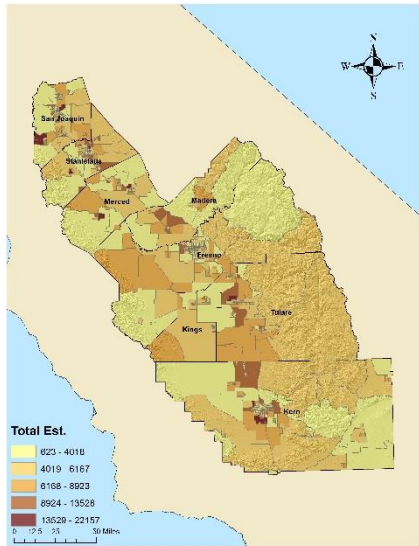 N
W E
S
San Joaquin
Stanislaus
Merced
Madera
Fresno
Tulare
Kings
Kern
Total Est.
623 - 4018
4019 6167
6168 - 8923
8924 - 13528
13529 - 22157
0 12.5 25 50 Miles